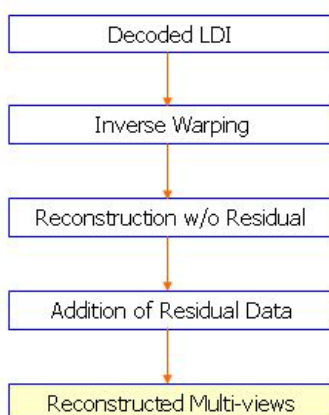 Decoded LDI
Inverse Warping
Reconstruction w/o Residual
Addition of Residual Data
Reconstructed Multi-views